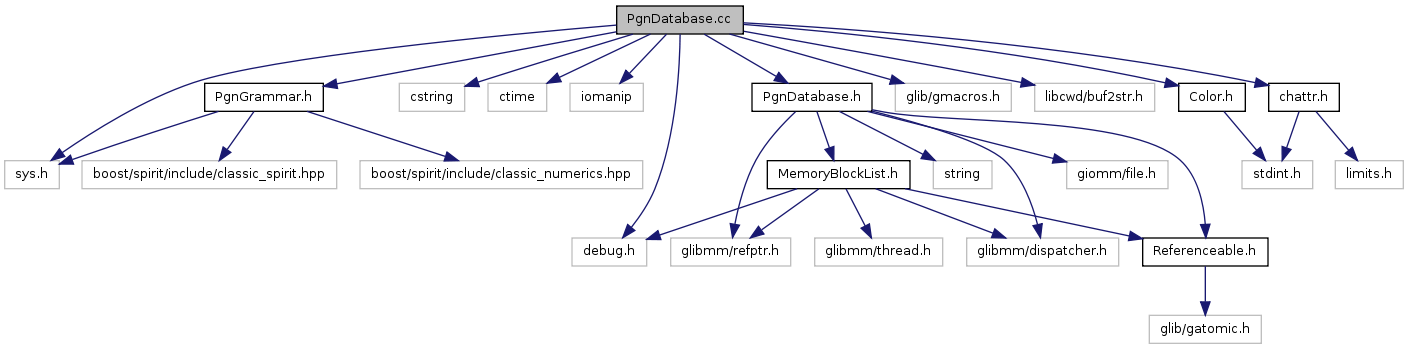 PgnDatabase.cc
PgnGrammar.h
cstring
ctime
iomanip
PgnDatabase.h
glib/gmacros.h
libcwd/buf2str.h
Color.h
chattr.h
sys.h
boost/spirit/include/classic_spirit.hpp
boost/spirit/include/classic_numerics.hpp
MemoryBlockList.h
string
giomm/file.h
stdint.h
limits.h
debug.h
glibmm/refptr.h
glibmm/thread.h
glibmm/dispatcher.h
Referenceable.h
glib/gatomic.h